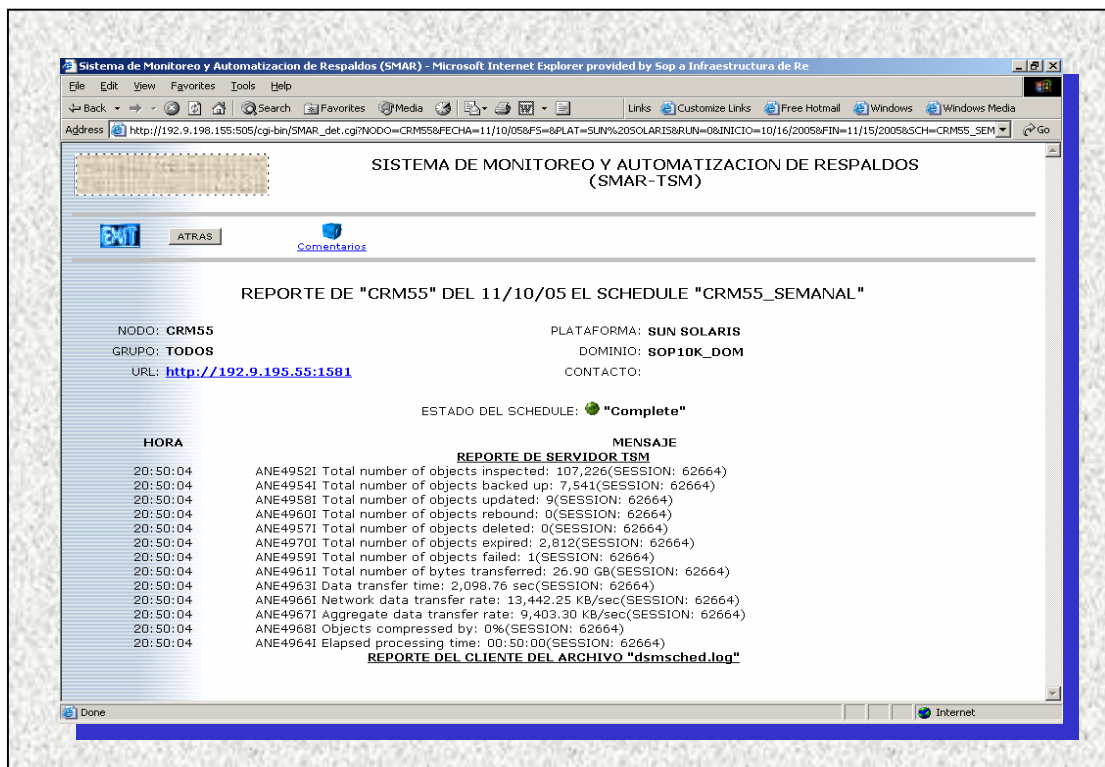 Sistema de Monitoreo y Automatizacion de Respaldos (SMAR) - Microsoft Internet Explorer provided by Sop a Infraestructura de Re
File Edit View Favorites Tools Help
Back Search Favorites Media Links Customize Links Free Hotmail Windows Windows Media
Address http://192.9.198.155:505/cgi-bin/SMAR_det.cgi?NODO=CRM55&FECHA=11/10/05&FS=&PLAT=SUN%20SOLARIS&RUN=0&INICIO=10/16/2005&FIN=11/15/2005&SCH=CRM55_SEM Go
SISTEMA DE MONITOREO Y AUTOMATIZACION DE RESPALDOS
(SMAR-TSM)
EXIT ATRAS Comentarios
REPORTE DE "CRM55" DEL 11/10/05 EL SCHEDULE "CRM55_SEMANAL"
NODO: CRM55 PLATAFORMA: SUN SOLARIS
GRUPO: TODOS DOMINIO: SOP10K_DOM
URL: http://192.9.195.55:1581 CONTACTO:
ESTADO DEL SCHEDULE: "Complete"
HORA MENSAJE
REPORTE DE SERVIDOR TSM
20:50:04 ANE4952I Total number of objects inspected: 107,226(SESSION: 62664)
20:50:04 ANE4954I Total number of objects backed up: 7,541(SESSION: 62664)
20:50:04 ANE4958I Total number of objects updated: 9(SESSION: 62664)
20:50:04 ANE4960I Total number of objects rebound: 0(SESSION: 62664)
20:50:04 ANE4957I Total number of objects deleted: 0(SESSION: 62664)
20:50:04 ANE4970I Total number of objects expired: 2,812(SESSION: 62664)
20:50:04 ANE4959I Total number of objects failed: 1(SESSION: 62664)
20:50:04 ANE4961I Total number of bytes transferred: 26.90 GB(SESSION: 62664)
20:50:04 ANE4963I Data transfer time: 2,098.76 sec(SESSION: 62664)
20:50:04 ANE4966I Network data transfer rate: 13,442.25 KB/sec(SESSION: 62664)
20:50:04 ANE4967I Aggregate data transfer rate: 9,403.30 KB/sec(SESSION: 62664)
20:50:04 ANE4968I Objects compressed by: 0%(SESSION: 62664)
20:50:04 ANE4964I Elapsed processing time: 00:50:00(SESSION: 62664)
REPORTE DEL CLIENTE DEL ARCHIVO "dsmsched.log"
Done Internet